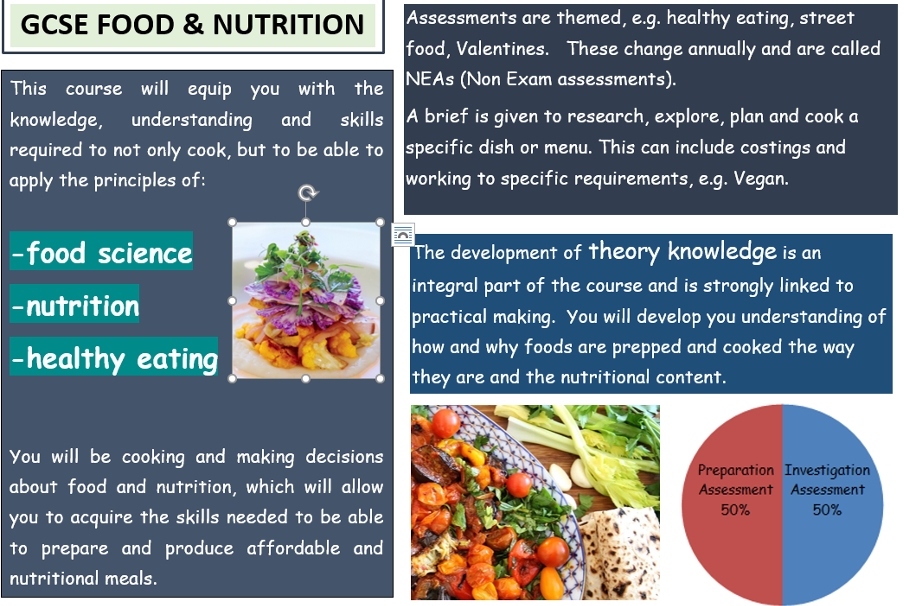 GCSE FOOD & NUTRITION
This course will equip you with the
knowledge, understanding and skills
required to not only cook, but to be able to
apply the principles of:
-food science
-nutrition
-healthy eating
You will be cooking and making decisions
about food and nutrition, which will allow
you to acquire the skills needed to be able
to prepare and produce affordable and
nutritional meals.
Assessments are themed, e.g. healthy eating, street
food, Valentines. These change annually and are called
NEAs (Non Exam assessments).
A brief is given to research, explore, plan and cook a
specific dish or menu. This can include costings and
working to specific requirements, e.g. Vegan.
The development of theory knowledge is an
integral part of the course and is strongly linked to
practical making. You will develop you understanding of
how and why foods are prepped and cooked the way
they are and the nutritional content.
Preparation
Assessment
50%
Investigation
Assessment
50%